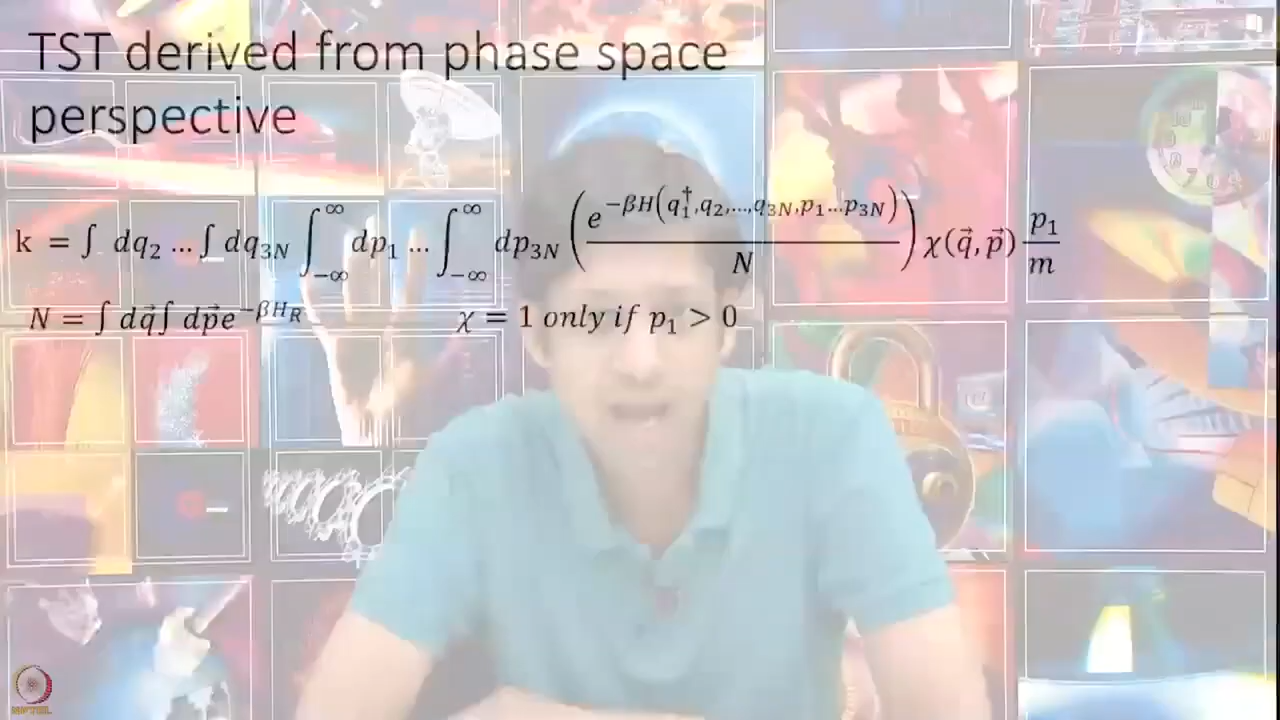 TST derived from phase space
perspective
k = ∫ dq₂ … ∫ dq₃N ∫_{-∞}^{∞} dp₁ … ∫_{-∞}^{∞} dp₃N ( e^{-βH(q₁†,q₂,…,q₃N,p₁…p₃N)} / N ) χ(q⃗, p⃗) p₁/m
N = ∫ dq⃗ ∫ dp⃗ e^{-βH_R} χ = 1 only if p₁ > 0